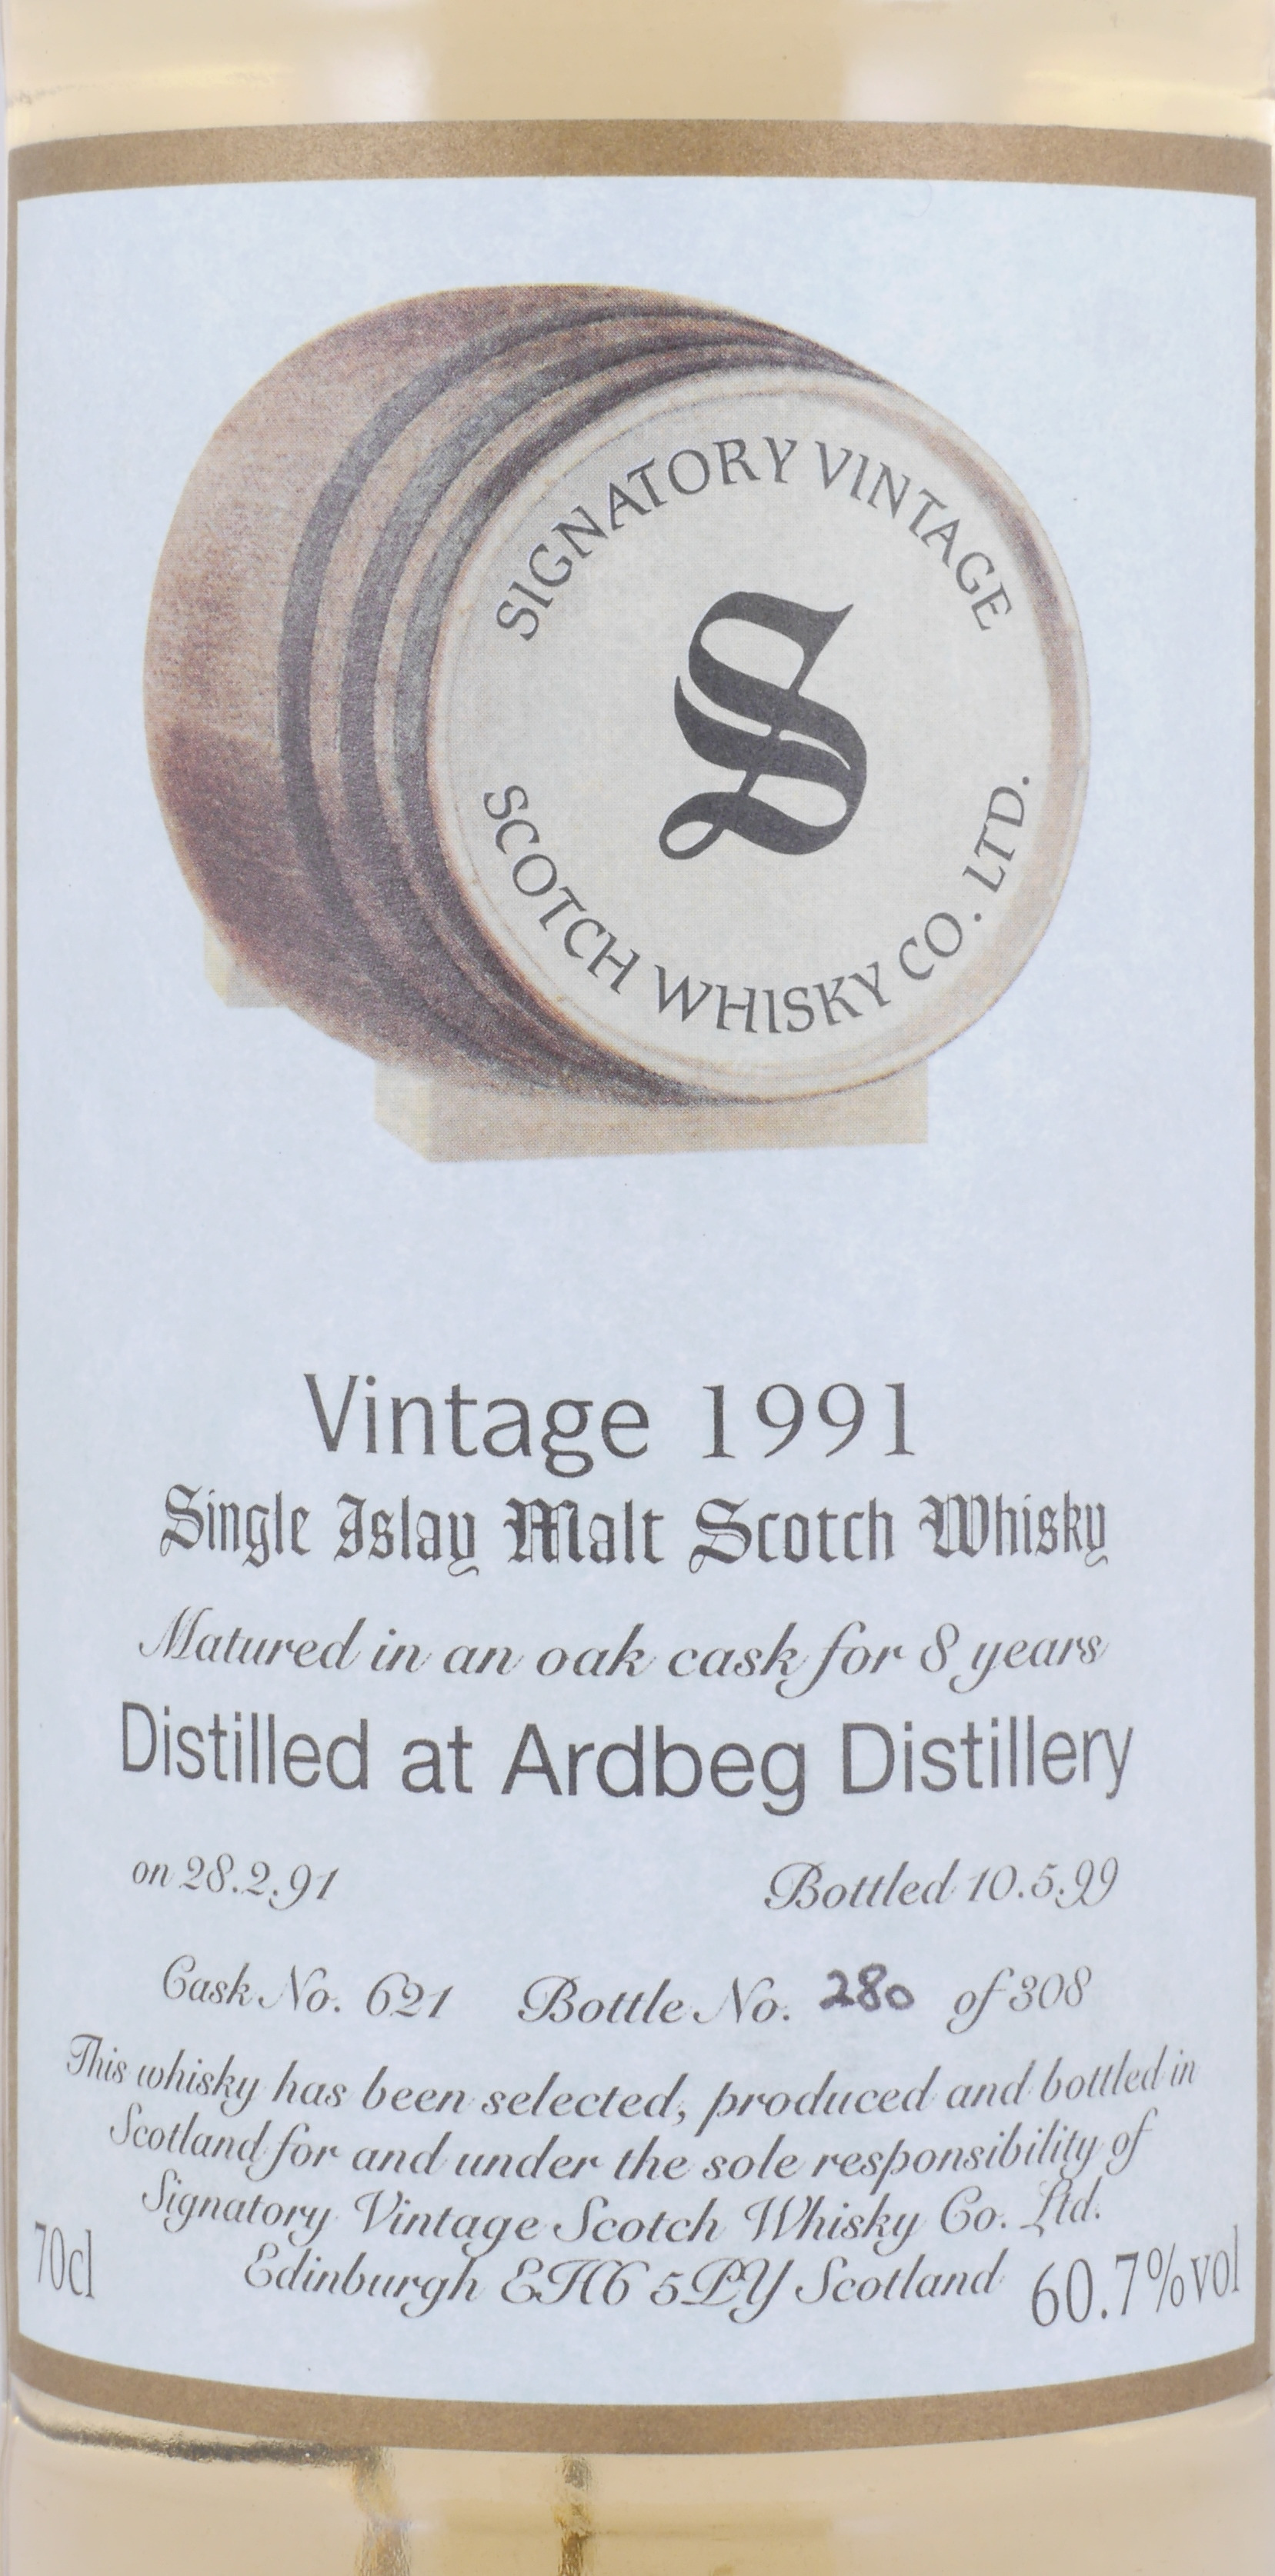 SIGNATORY VINTAGE
S
SCOTCH WHISKY CO. LTD.
Vintage 1991
Single Islay Malt Scotch Whisky
Matured in an oak cask for 8 years
Distilled at Ardbeg Distillery
on 28.2.91 Bottled 10.5.99
Cask No. 621 Bottle No. 280 of 308
This whisky has been selected, produced and bottled in
Scotland for and under the sole responsibility of
Signatory Vintage Scotch Whisky Co. Ltd.
70cl Edinburgh EH6 5PY Scotland 60.7%vol